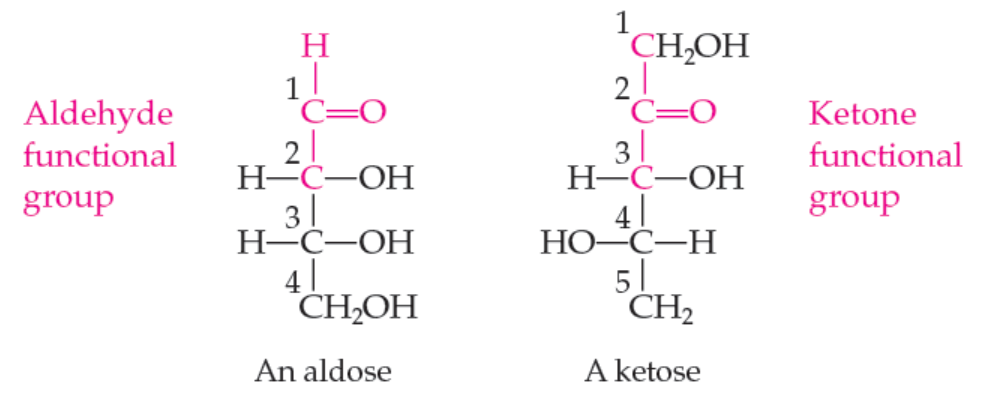 Aldehyde
functional
group
H
1
C=O
2
H—C—OH
3
H—C—OH
4
CH₂OH
An aldose
1
CH₂OH
2
C=O
3
H—C—OH
4
HO—C—H
5
CH₂
A ketose
Ketone
functional
group